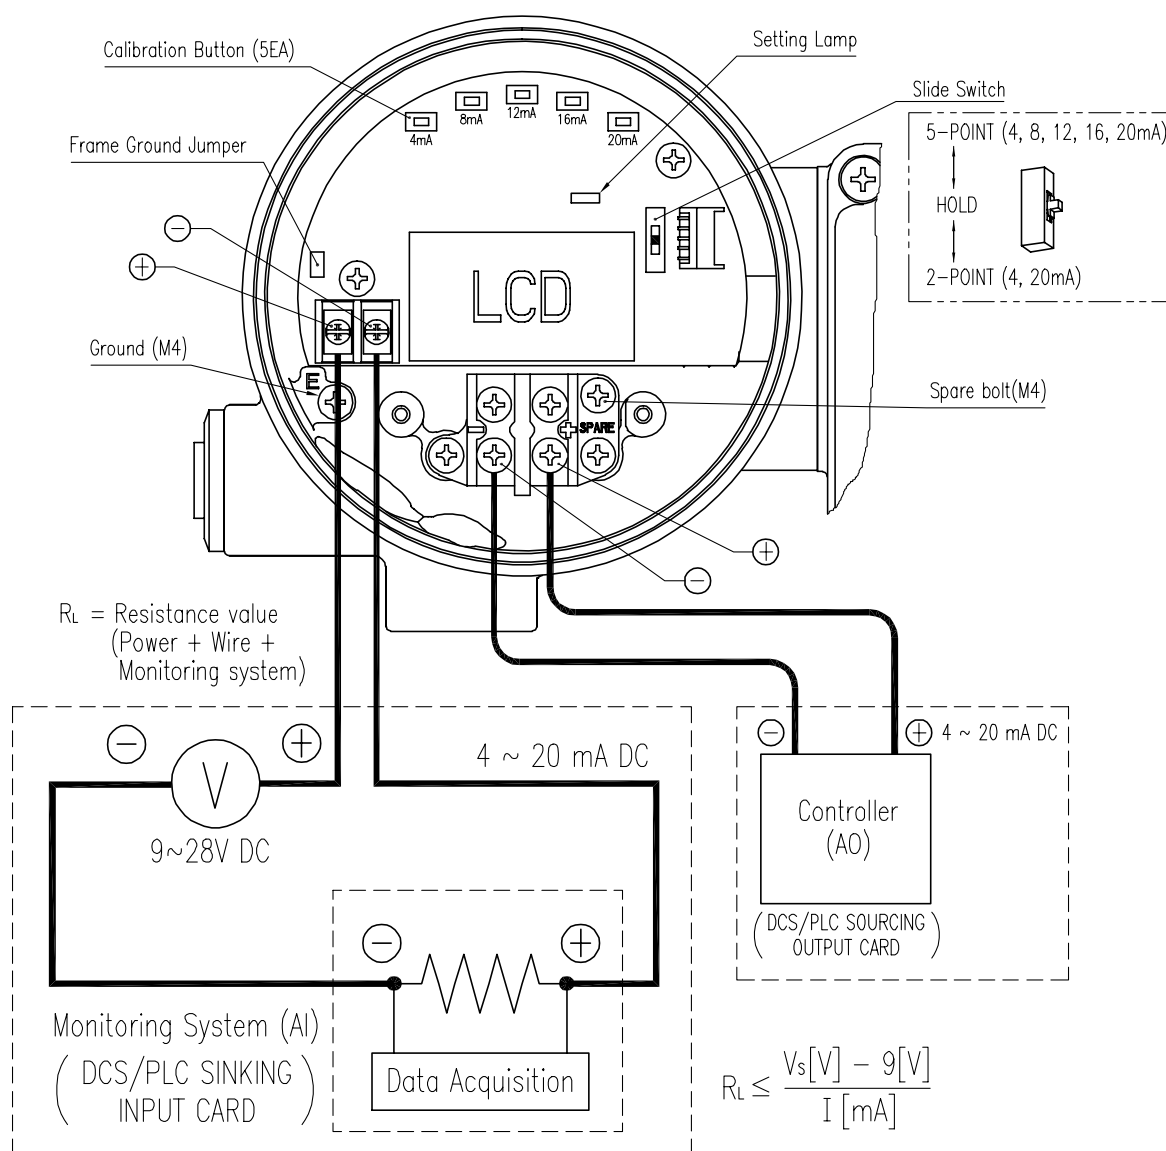 Calibration Button (5EA)
Setting Lamp
Slide Switch
4mA
8mA
12mA
16mA
20mA
Frame Ground Jumper
5-POINT (4, 8, 12, 16, 20mA)
HOLD
2-POINT (4, 20mA)
−
+
LCD
Ground (M4)
E
Spare bolt(M4)
− + SPARE
+
−
RL = Resistance value
(Power + Wire +
Monitoring system)
− +
4 ~ 20 mA DC
V
9~28V DC
− + 4 ~ 20 mA DC
Controller
(AO)
(DCS/PLC SOURCING
OUTPUT CARD)
− +
Monitoring System (AI)
(DCS/PLC SINKING
INPUT CARD)
Data Acquisition
RL ≤ Vs[V] − 9[V]
I [mA]